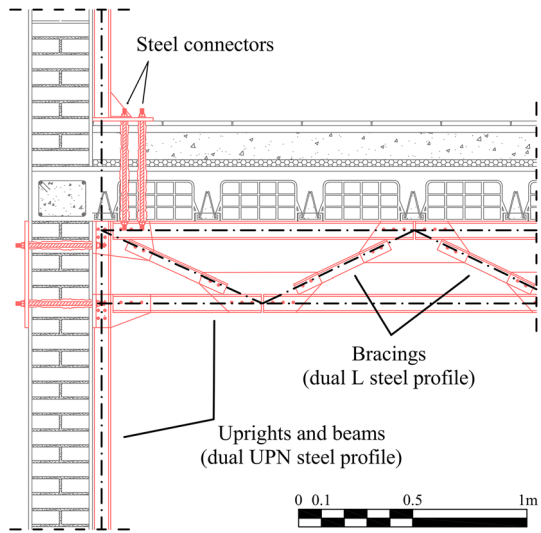 Steel connectors
Bracings
(dual L steel profile)
Uprights and beams
(dual UPN steel profile)
0 0.1 0.5 1m